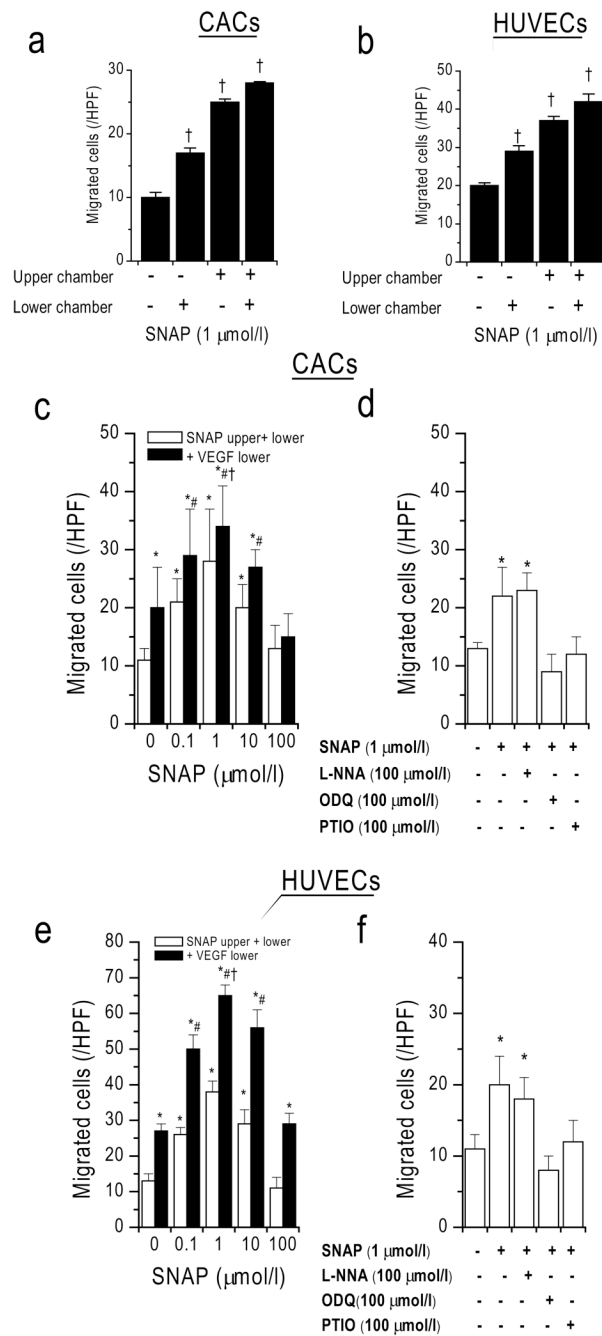 CACs
HUVECs
a
b
Migrated cells (/HPF)
30
20
10
0
†
†
†
Upper chamber - - + +
Lower chamber - + - +
SNAP (1 μmol/l)
Migrated cells (/HPF)
50
40
30
20
10
0
†
†
†
Upper chamber - - + +
Lower chamber - + - +
SNAP (1 μmol/l)
CACs
c
d
Migrated cells (/HPF)
50
40
30
20
10
0
SNAP upper+ lower
+ VEGF lower
* * *# * *#† * *#
0 0.1 1 10 100
SNAP (μmol/l)
Migrated cells (/HPF)
50
40
30
20
10
0
* *
SNAP (1 μmol/l) - + + + +
L-NNA (100 μmol/l) - - + - -
ODQ (100 μmol/l) - - - + -
PTIO (100 μmol/l) - - - - +
HUVECs
e
f
Migrated cells (/HPF)
80
70
60
50
40
30
20
10
0
SNAP upper + lower
+ VEGF lower
* * *# * *#† * *# *
0 0.1 1 10 100
SNAP (μmol/l)
Migrated cells (/HPF)
40
30
20
10
0
* *
SNAP (1 μmol/l) - + + + +
L-NNA (100 μmol/l) - - + - -
ODQ(100 μmol/l) - - - + -
PTIO (100 μmol/l) - - - - +